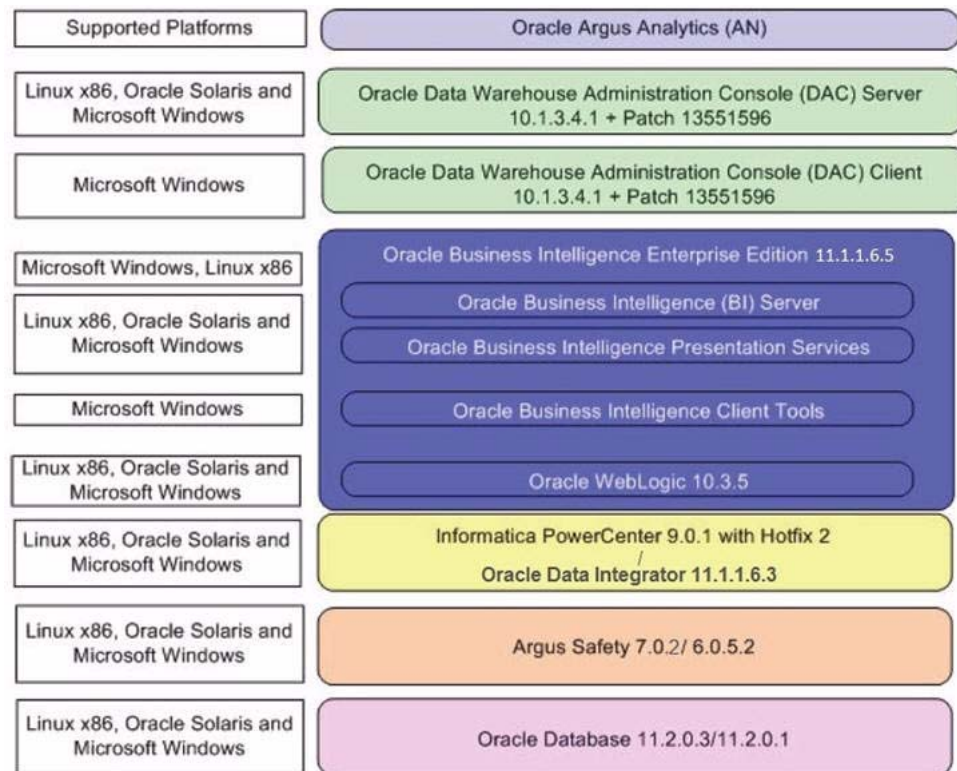 Supported Platforms
Oracle Argus Analytics (AN)
Linux x86, Oracle Solaris and
Microsoft Windows
Oracle Data Warehouse Administration Console (DAC) Server
10.1.3.4.1 + Patch 13551596
Microsoft Windows
Oracle Data Warehouse Administration Console (DAC) Client
10.1.3.4.1 + Patch 13551596
Microsoft Windows, Linux x86
Oracle Business Intelligence Enterprise Edition 11.1.1.6.5
Linux x86, Oracle Solaris and
Microsoft Windows
Oracle Business Intelligence (BI) Server
Oracle Business Intelligence Presentation Services
Microsoft Windows
Oracle Business Intelligence Client Tools
Linux x86, Oracle Solaris and
Microsoft Windows
Oracle WebLogic 10.3.5
Linux x86, Oracle Solaris and
Microsoft Windows
Informatica PowerCenter 9.0.1 with Hotfix 2
/
Oracle Data Integrator 11.1.1.6.3
Linux x86, Oracle Solaris and
Microsoft Windows
Argus Safety 7.0.2/ 6.0.5.2
Linux x86, Oracle Solaris and
Microsoft Windows
Oracle Database 11.2.0.3/11.2.0.1